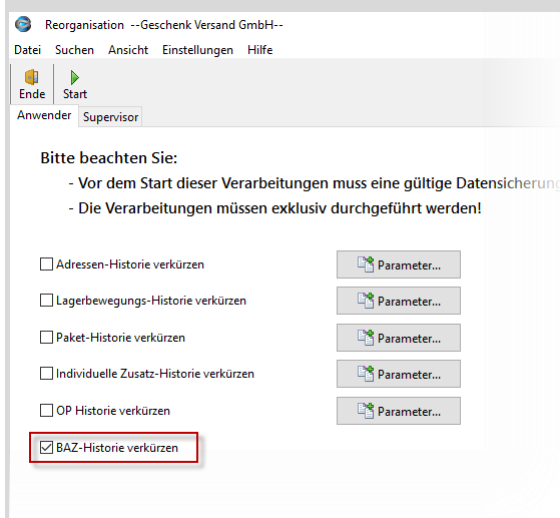 Reorganisation --Geschenk Versand GmbH--
Datei Suchen Ansicht Einstellungen Hilfe
Ende Start
Anwender Supervisor
Bitte beachten Sie:
- Vor dem Start dieser Verarbeitungen muss eine gültige Datensicherung
- Die Verarbeitungen müssen exklusiv durchgeführt werden!
Adressen-Historie verkürzen Parameter...
Lagerbewegungs-Historie verkürzen Parameter...
Paket-Historie verkürzen Parameter...
Individuelle Zusatz-Historie verkürzen Parameter...
OP Historie verkürzen Parameter...
BAZ-Historie verkürzen